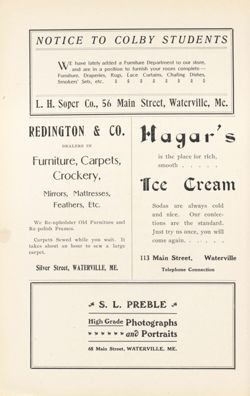 NOTICE TO COLBY STUDENTS
WE have lately added a Furniture Department to our store,
and are in a position to furnish your room complete—
Furniture, Draperies, Rugs, Lace Curtains, Chafing Dishes,
Smokers' Sets, etc.
L. H. Soper Co., 56 Main Street, Waterville, Me.
REDINGTON & CO.
DEALERS IN
Furniture, Carpets,
Crockery,
Mirrors, Mattresses,
Feathers, Etc.
We Re-upholster Old Furniture and
Re-polish Frames.
Carpets Sewed while you wait. It
takes about an hour to sew a large
carpet.
Silver Street, WATERVILLE, ME.
Hagar's
is the place for rich,
smooth . . . . .
Ice Cream
Sodas are always cold
and nice. Our confec-
tions are the standard.
Just try us once, you will
come again. . . . . .
113 Main Street, Waterville
Telephone Connection
S. L. PREBLE
High Grade Photographs
and Portraits
68 Main Street, WATERVILLE, ME.